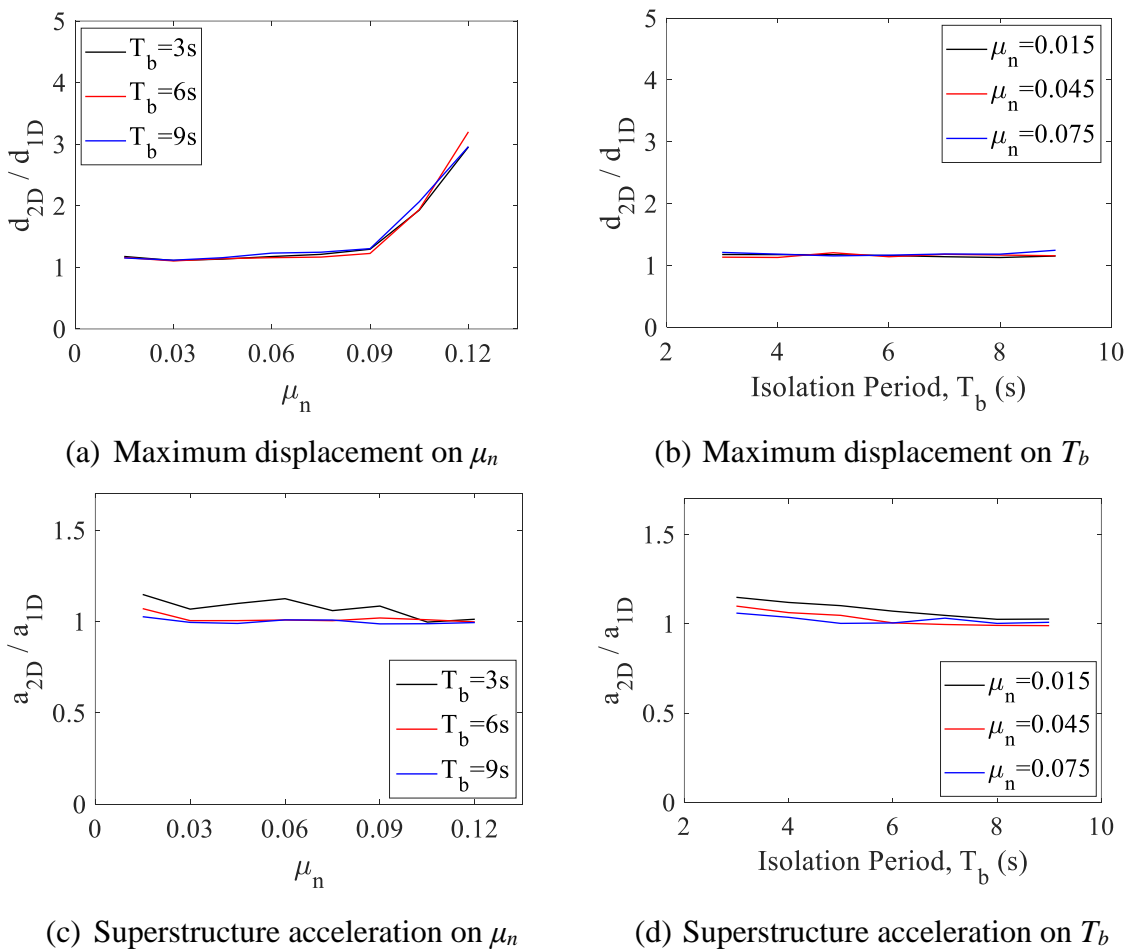 5
4
3
2
1
0
d2D / d1D
Tb=3s
Tb=6s
Tb=9s
0 0.03 0.06 0.09 0.12
μn
(a) Maximum displacement on μn
5
4
3
2
1
0
d2D / d1D
μn=0.015
μn=0.045
μn=0.075
2 4 6 8 10
Isolation Period, Tb (s)
(b) Maximum displacement on Tb
1.5
1
0.5
0
a2D / a1D
Tb=3s
Tb=6s
Tb=9s
0 0.03 0.06 0.09 0.12
μn
(c) Superstructure acceleration on μn
1.5
1
0.5
0
a2D / a1D
μn=0.015
μn=0.045
μn=0.075
2 4 6 8 10
Isolation Period, Tb (s)
(d) Superstructure acceleration on Tb